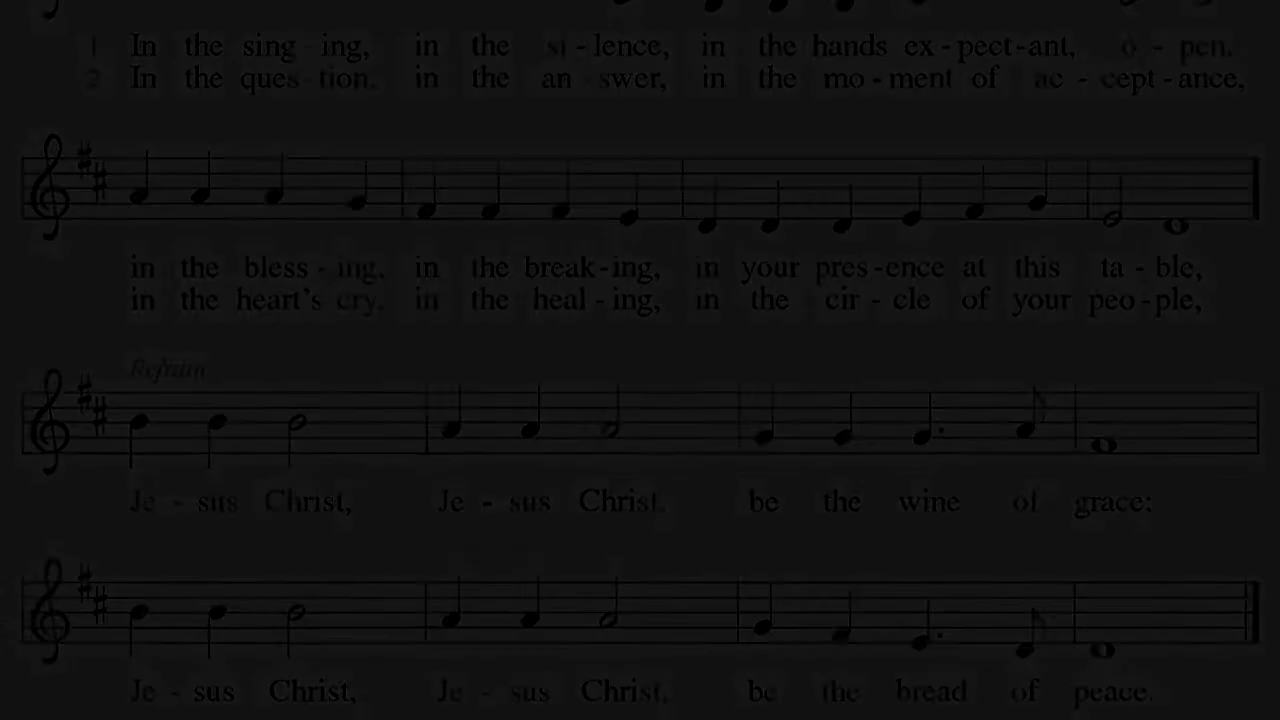 1 In the sing - ing, in the si - lence, in the hands ex - pect - ant, o - pen,
2 In the ques - tion, in the an - swer, in the mo - ment of ac - cept - ance,
in the bless - ing, in the break - ing, in your pres - ence at this ta - ble,
in the heart's cry, in the heal - ing, in the cir - cle of your peo - ple,
Refrain
Je - sus Christ, Je - sus Christ, be the wine of grace;
Je - sus Christ, Je - sus Christ, be the bread of peace.